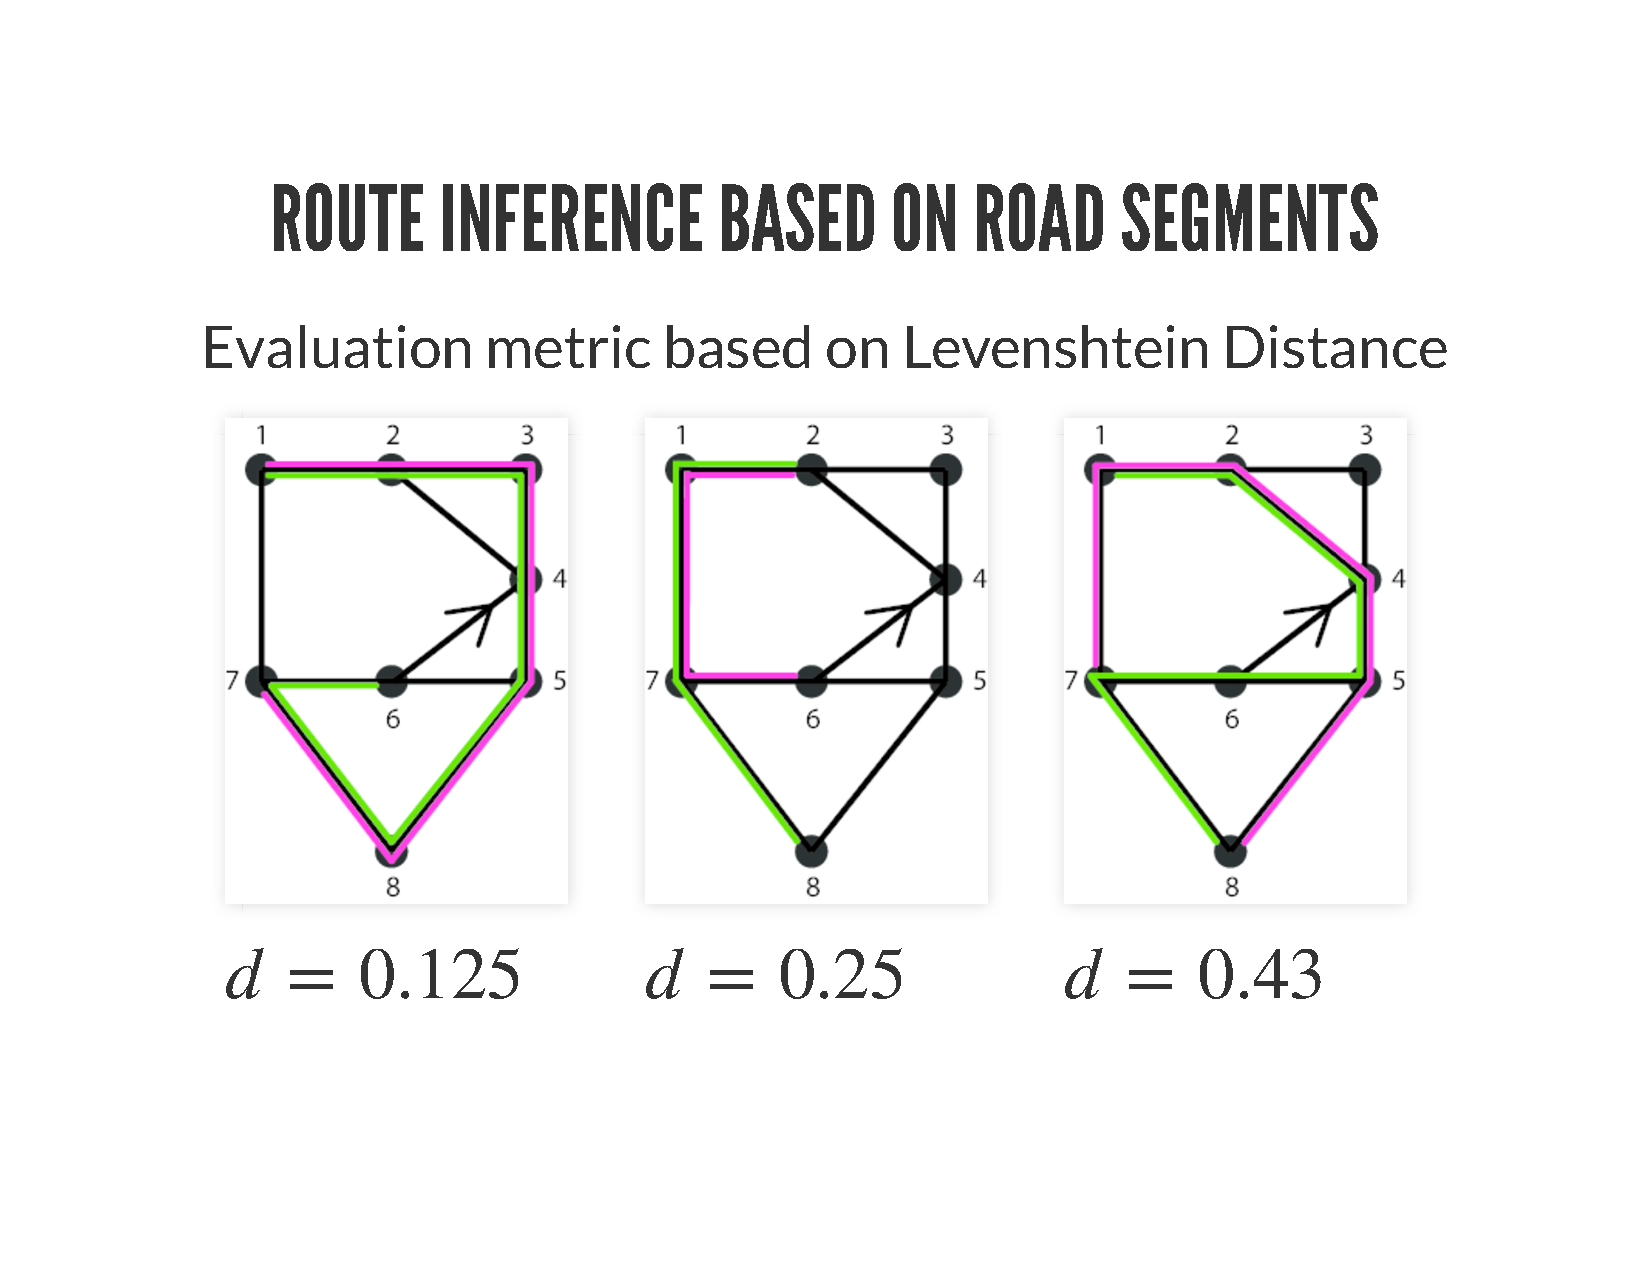 ROUTE INFERENCE BASED ON ROAD SEGMENTS
Evaluation metric based on Levenshtein Distance
1 2 3
4
7 5
6
8
1 2 3
4
7 5
6
8
1 2 3
4
7 5
6
8
d = 0.125
d = 0.25
d = 0.43